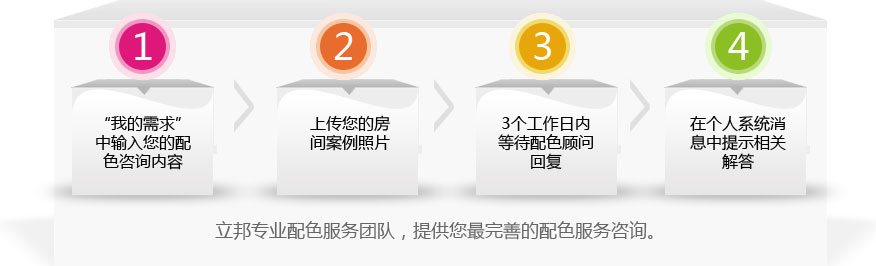 1
2
3
4
“我的需求”
中输入您的配
色咨询内容
上传您的房
间案例照片
3个工作日内
等待配色顾问
回复
在个人系统消
息中提示相关
解答
立邦专业配色服务团队，提供您最完善的配色服务咨询。